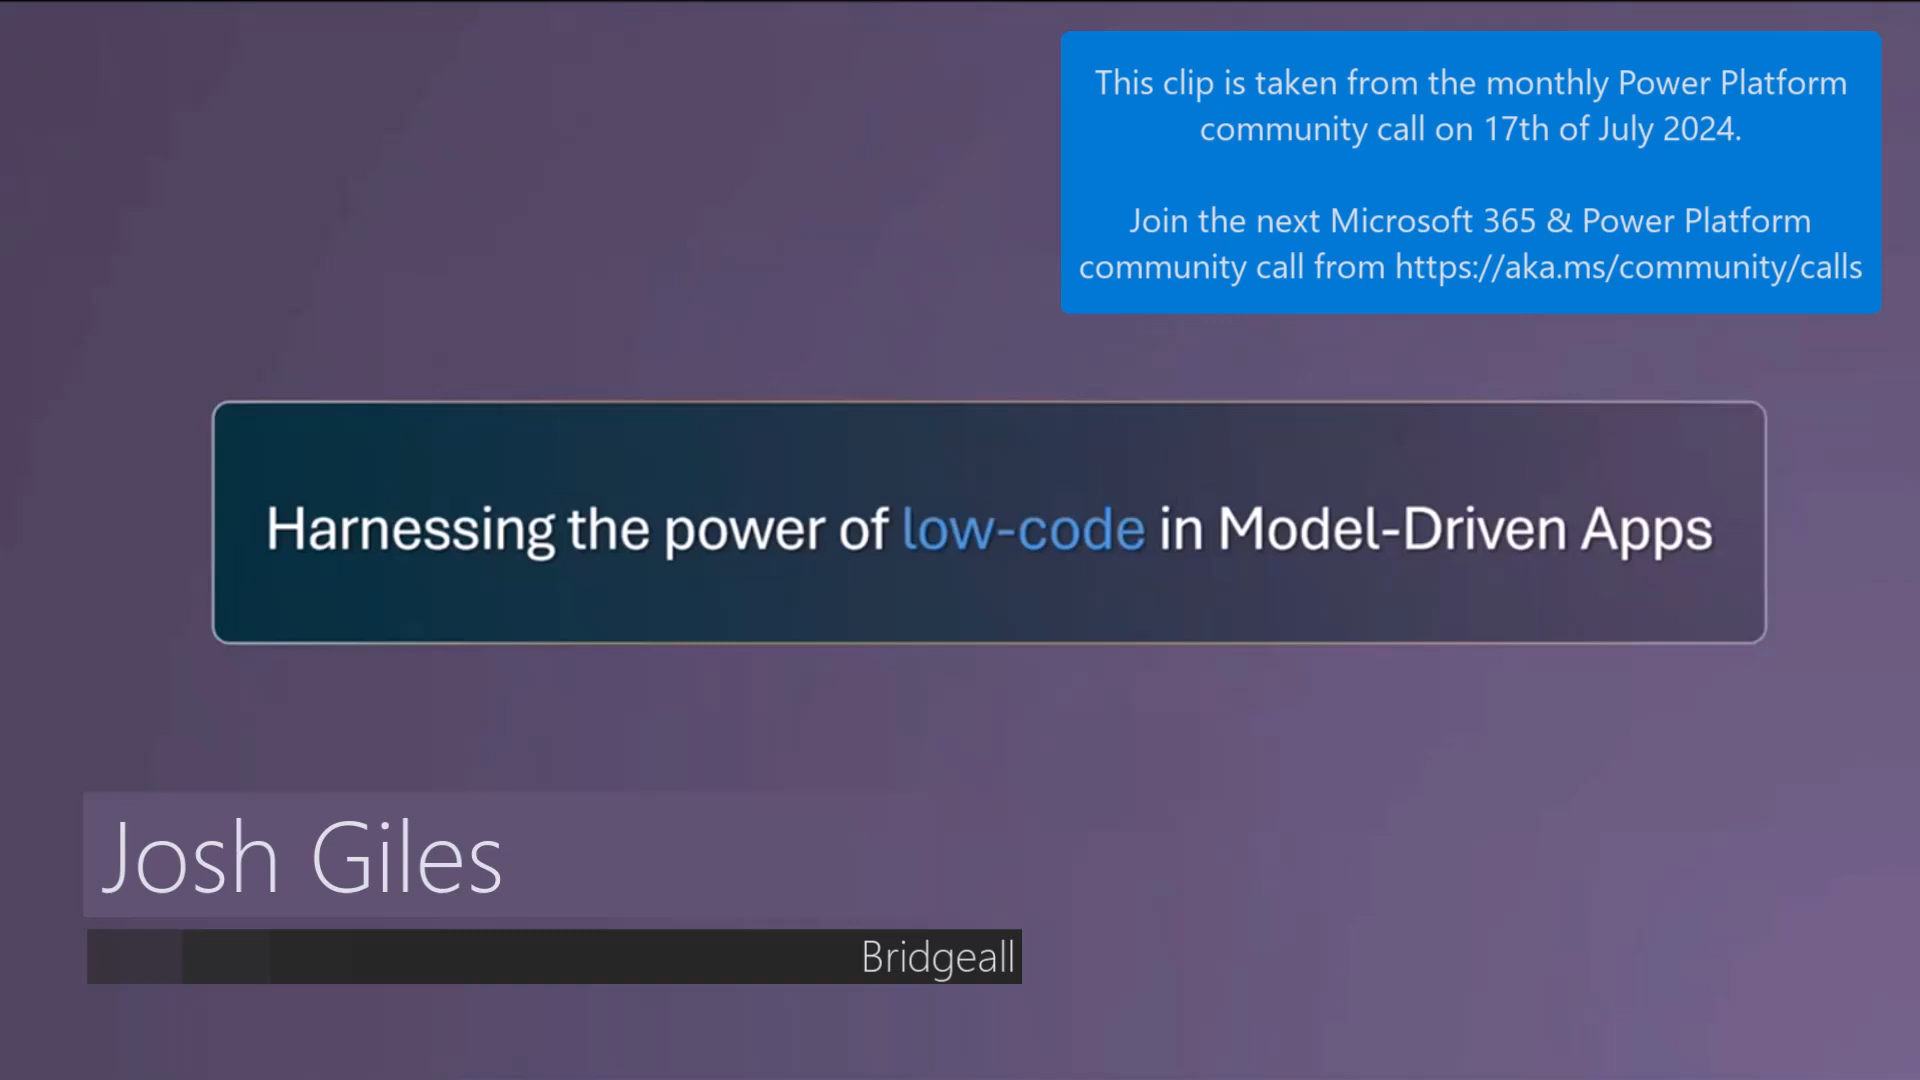 This clip is taken from the monthly Power Platform
community call on 17th of July 2024.
Join the next Microsoft 365 & Power Platform
community call from https://aka.ms/community/calls
Harnessing the power of low-code in Model-Driven Apps
Josh Giles
Bridgeall